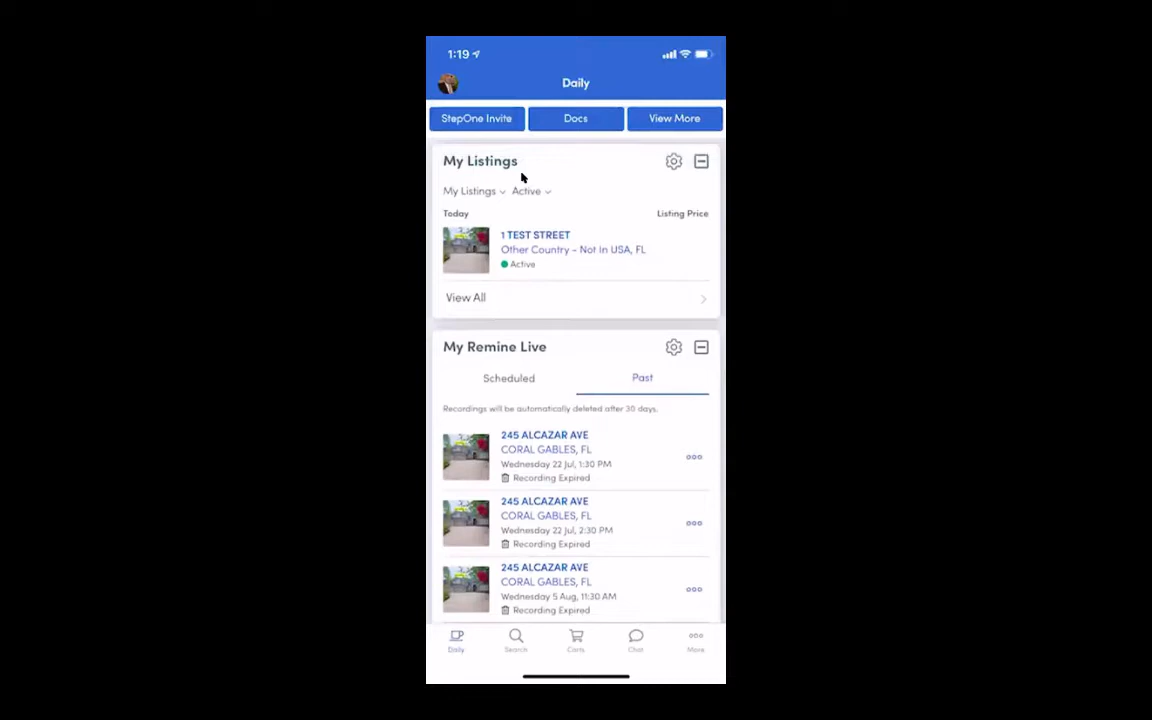 1:19
Daily
StepOne Invite Docs View More
My Listings
My Listings Active
Today Listing Price
1 TEST STREET
Other Country - Not In USA, FL
Active
View All
My Remine Live
Scheduled Past
Recordings will be automatically deleted after 30 days.
245 ALCAZAR AVE
CORAL GABLES, FL
Wednesday 22 Jul, 1:30 PM
Recording Expired
245 ALCAZAR AVE
CORAL GABLES, FL
Wednesday 22 Jul, 2:30 PM
Recording Expired
245 ALCAZAR AVE
CORAL GABLES, FL
Wednesday 5 Aug, 11:30 AM
Recording Expired
Daily Search Carts Chat More